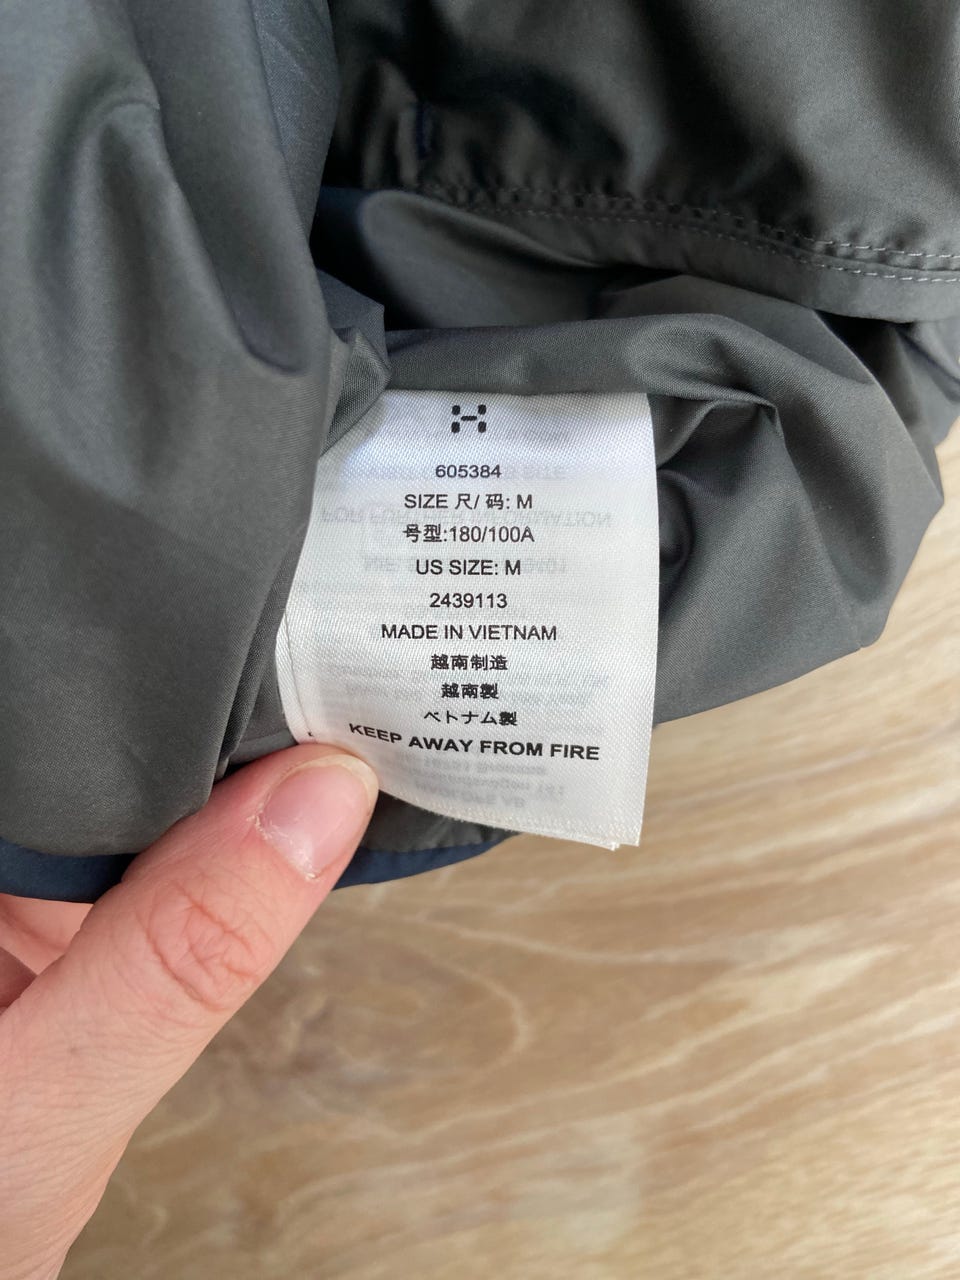 605384
SIZE 尺/ 码: M
号型:180/100A
US SIZE: M
2439113
MADE IN VIETNAM
越南制造
越南製
ベトナム製
KEEP AWAY FROM FIRE